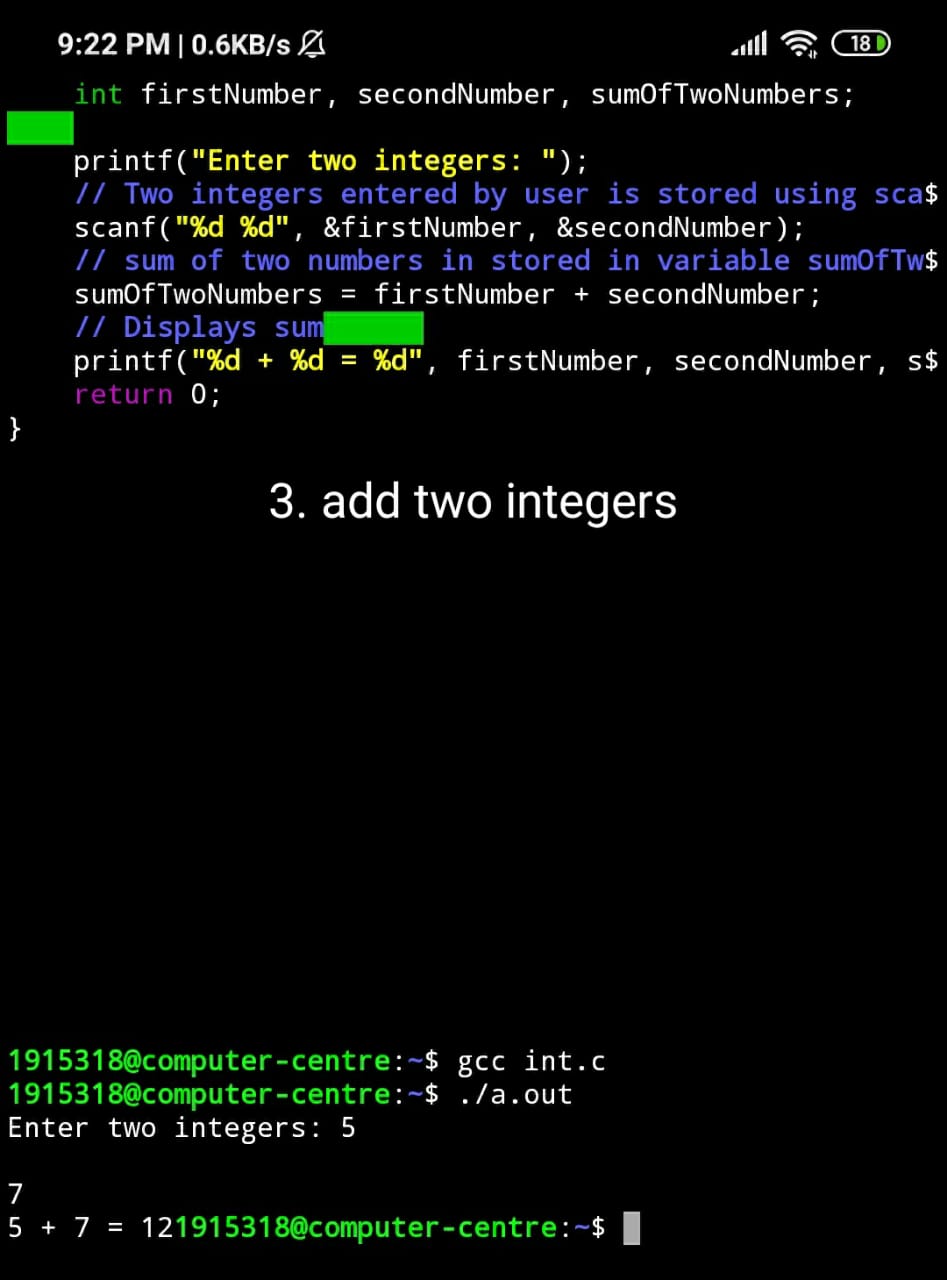 9:22 PM | 0.6KB/s 18
int firstNumber, secondNumber, sumOfTwoNumbers;
printf("Enter two integers: ");
// Two integers entered by user is stored using sca$
scanf("%d %d", &firstNumber, &secondNumber);
// sum of two numbers in stored in variable sumOfTw$
sumOfTwoNumbers = firstNumber + secondNumber;
// Displays sum
printf("%d + %d = %d", firstNumber, secondNumber, s$
return 0;
}
3. add two integers
1915318@computer-centre:~$ gcc int.c
1915318@computer-centre:~$ ./a.out
Enter two integers: 5
7
5 + 7 = 121915318@computer-centre:~$